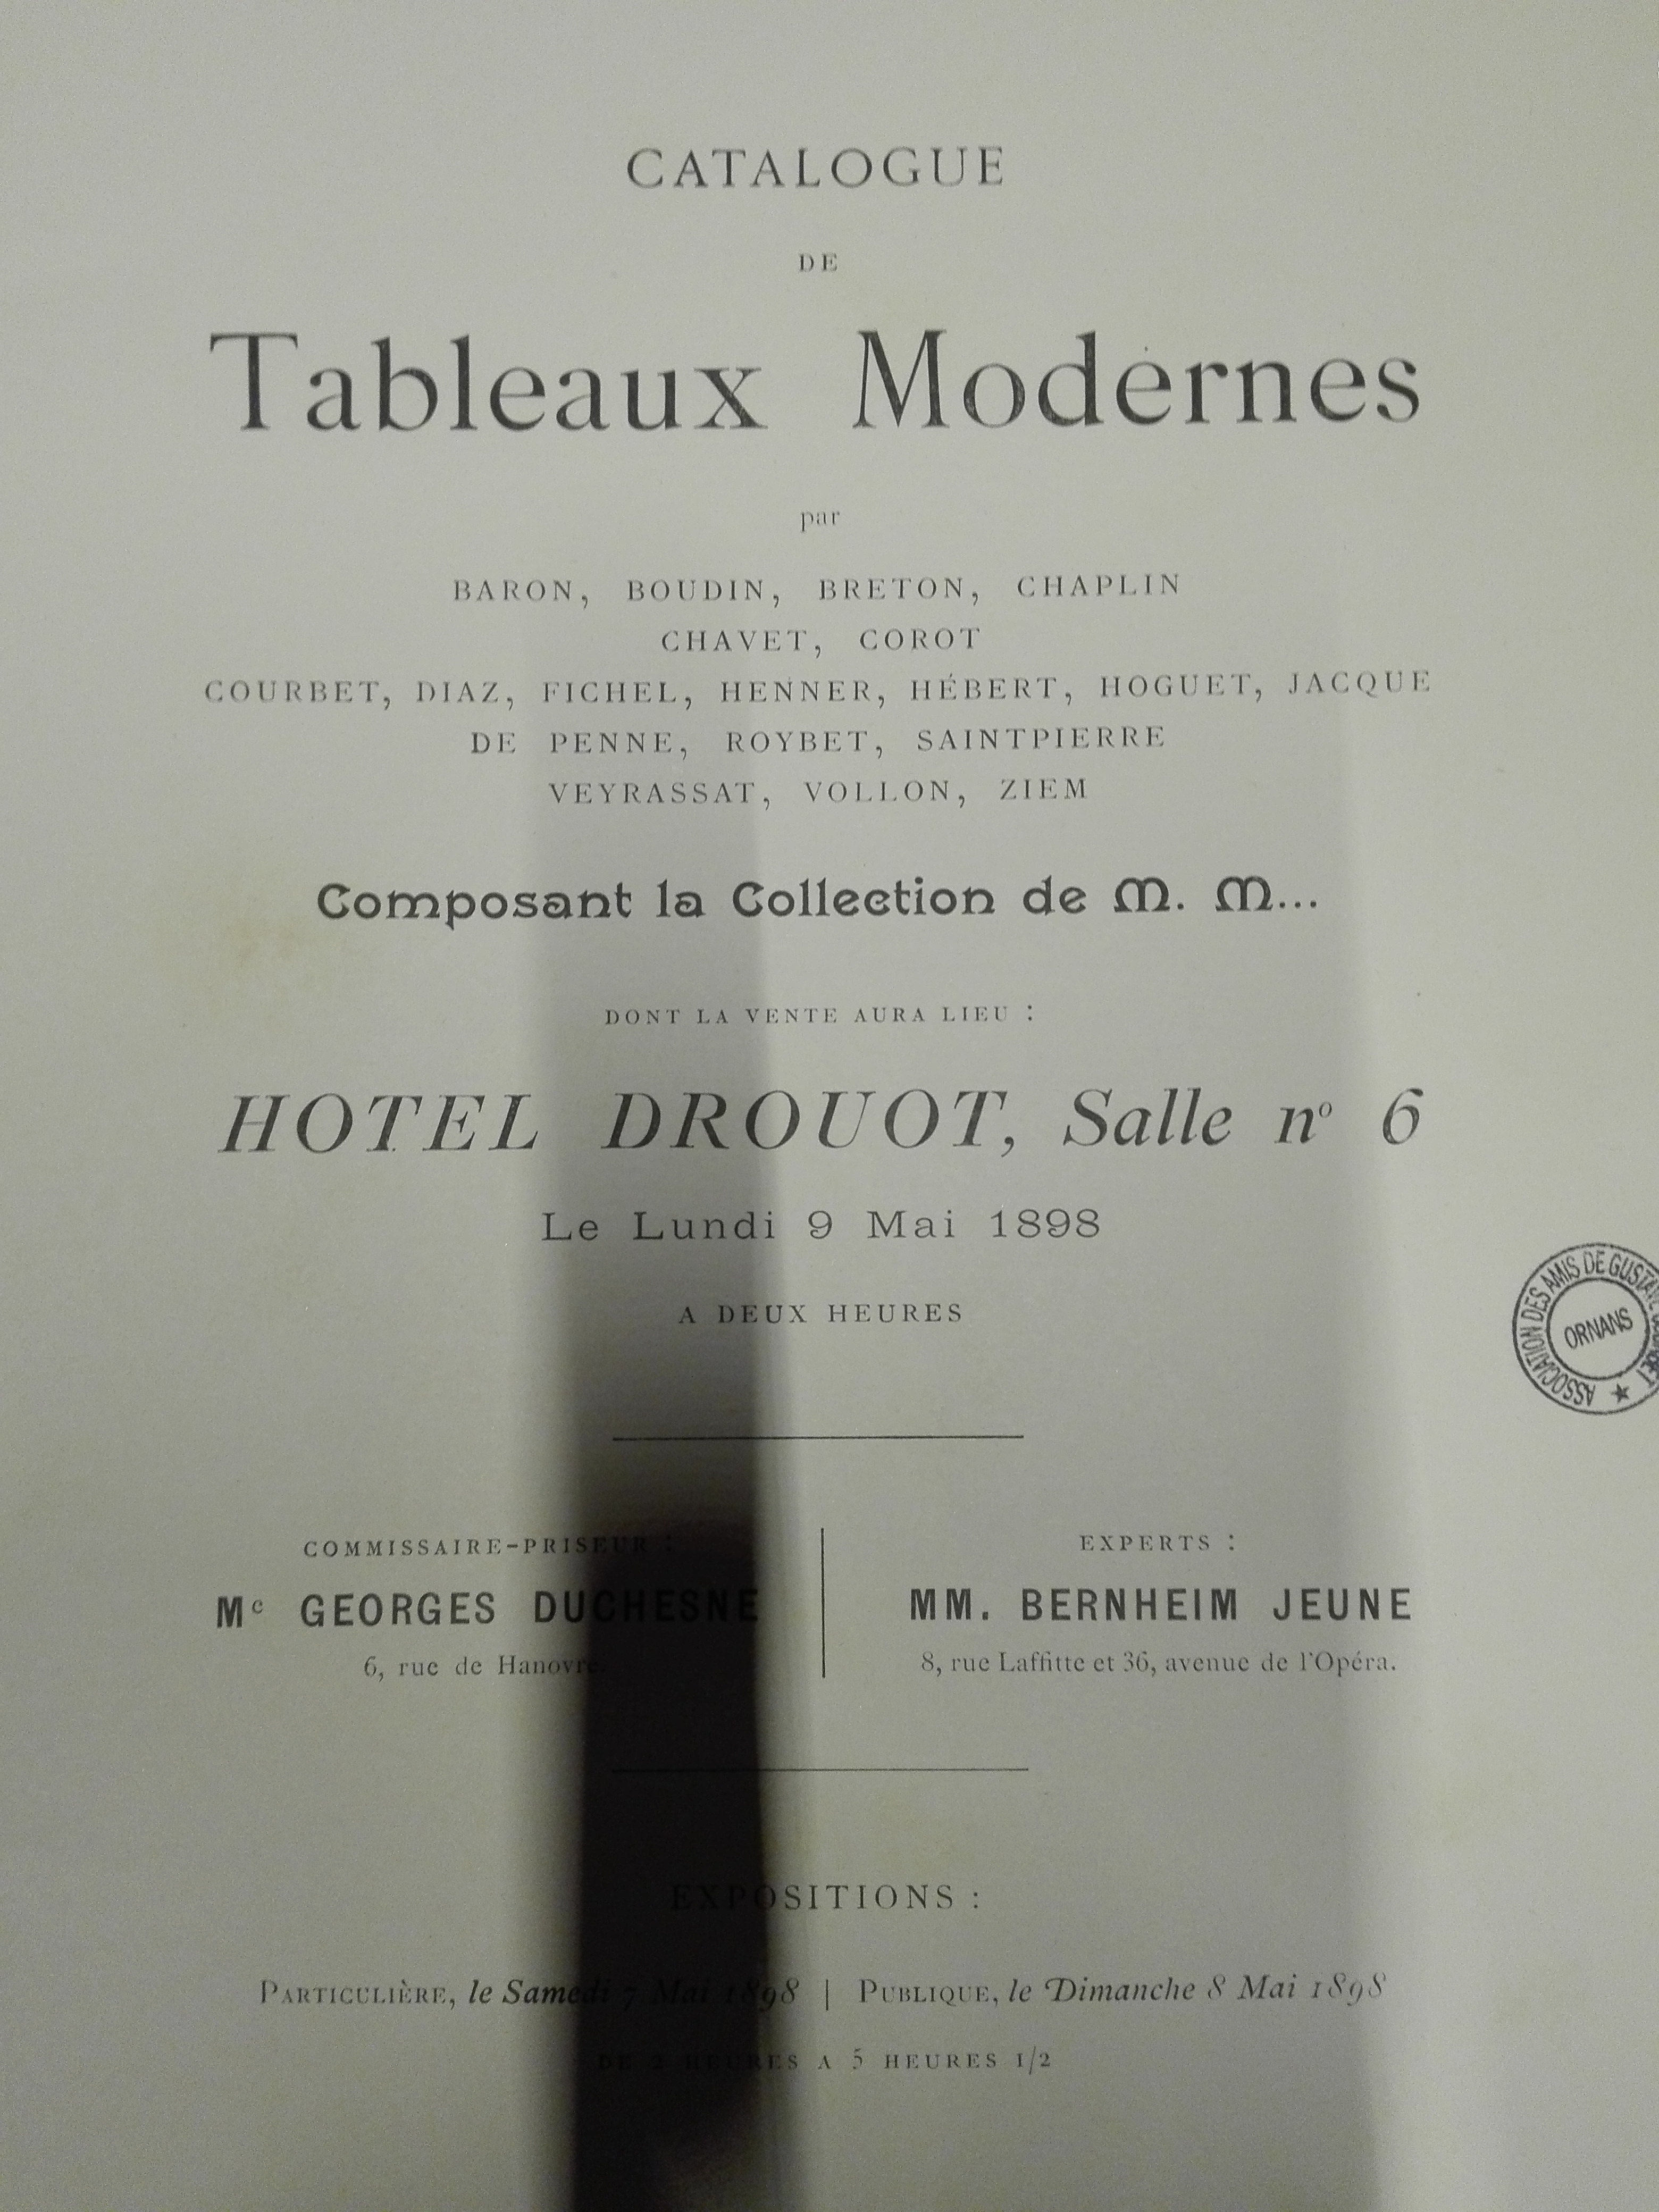 CATALOGUE
DE
Tableaux Modernes
par
BARON, BOUDIN, BRETON, CHAPLIN
CHAVET, COROT
COURBET, DIAZ, FICHEL, HENNER, HÉBERT, HOGUET, JACQUE
DE PENNE, ROYBET, SAINTPIERRE
VEYRASSAT, VOLLON, ZIEM
Composant la Collection de M. M...
DONT LA VENTE AURA LIEU :
HOTEL DROUOT, Salle nº 6
Le Lundi 9 Mai 1898
A DEUX HEURES
ASSOCIATION DES AMIS DE GUSTAVE COURBET ★
ORNANS
COMMISSAIRE-PRISEUR :
Me GEORGES DUCHESNE
6, rue de Hanovre.
EXPERTS :
MM. BERNHEIM JEUNE
8, rue Laffitte et 36, avenue de l'Opéra.
EXPOSITIONS :
PARTICULIÈRE, le Samedi 7 Mai 1898 | PUBLIQUE, le Dimanche 8 Mai 1898
DE 2 HEURES A 5 HEURES 1/2